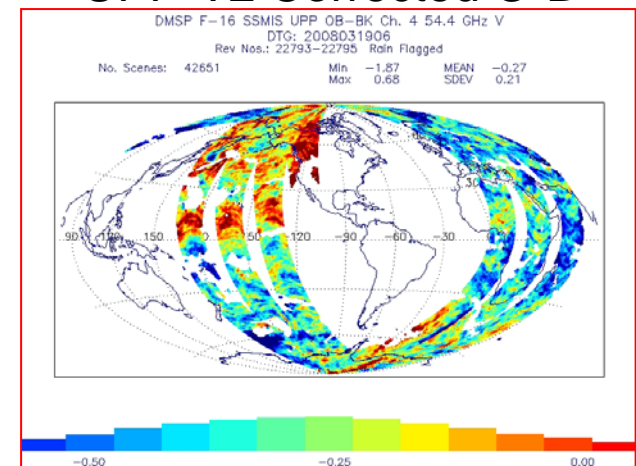 DMSP F-16 SSMIS UPP OB-BK Ch. 4 54.4 GHz V
DTG: 2008031906
Rev Nos.: 22793-22795 Rain Flagged
No. Scenes: 42651 Min -1.87 MEAN -0.27
Max 0.68 SDEV 0.21
30
90 150 -120 -90 -60 -30
-0.50 -0.25 0.00